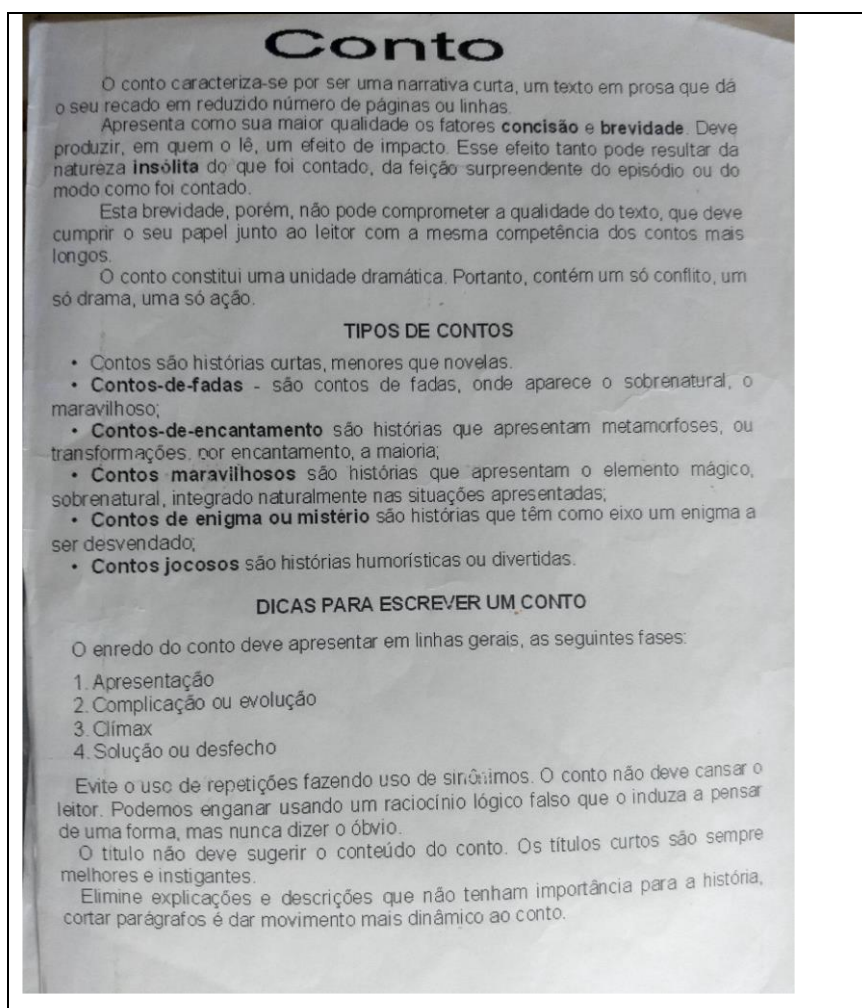 Conto
O conto caracteriza-se por ser uma narrativa curta, um texto em prosa que dá
o seu recado em reduzido número de páginas ou linhas.
Apresenta como sua maior qualidade os fatores concisão e brevidade. Deve
produzir, em quem o lê, um efeito de impacto. Esse efeito tanto pode resultar da
natureza insólita do que foi contado, da feição surpreendente do episódio ou do
modo como foi contado.
Esta brevidade, porém, não pode comprometer a qualidade do texto, que deve
cumprir o seu papel junto ao leitor com a mesma competência dos contos mais
longos.
O conto constitui uma unidade dramática. Portanto, contém um só conflito, um
só drama, uma só ação.
TIPOS DE CONTOS
• Contos são histórias curtas, menores que novelas.
• Contos-de-fadas - são contos de fadas, onde aparece o sobrenatural, o
maravilhoso;
• Contos-de-encantamento são histórias que apresentam metamorfoses, ou
transformações. por encantamento, a maioria;
• Contos maravilhosos são histórias que apresentam o elemento mágico,
sobrenatural, integrado naturalmente nas situações apresentadas;
• Contos de enigma ou mistério são histórias que têm como eixo um enigma a
ser desvendado;
• Contos jocosos são histórias humorísticas ou divertidas.
DICAS PARA ESCREVER UM CONTO
O enredo do conto deve apresentar em linhas gerais, as seguintes fases:
1. Apresentação
2. Complicação ou evolução
3. Clímax
4. Solução ou desfecho
Evite o uso de repetições fazendo uso de sinônimos. O conto não deve cansar o
leitor. Podemos enganar usando um raciocínio lógico falso que o induza a pensar
de uma forma, mas nunca dizer o óbvio.
O título não deve sugerir o conteúdo do conto. Os títulos curtos são sempre
melhores e instigantes.
Elimine explicações e descrições que não tenham importância para a história,
cortar parágrafos é dar movimento mais dinâmico ao conto.